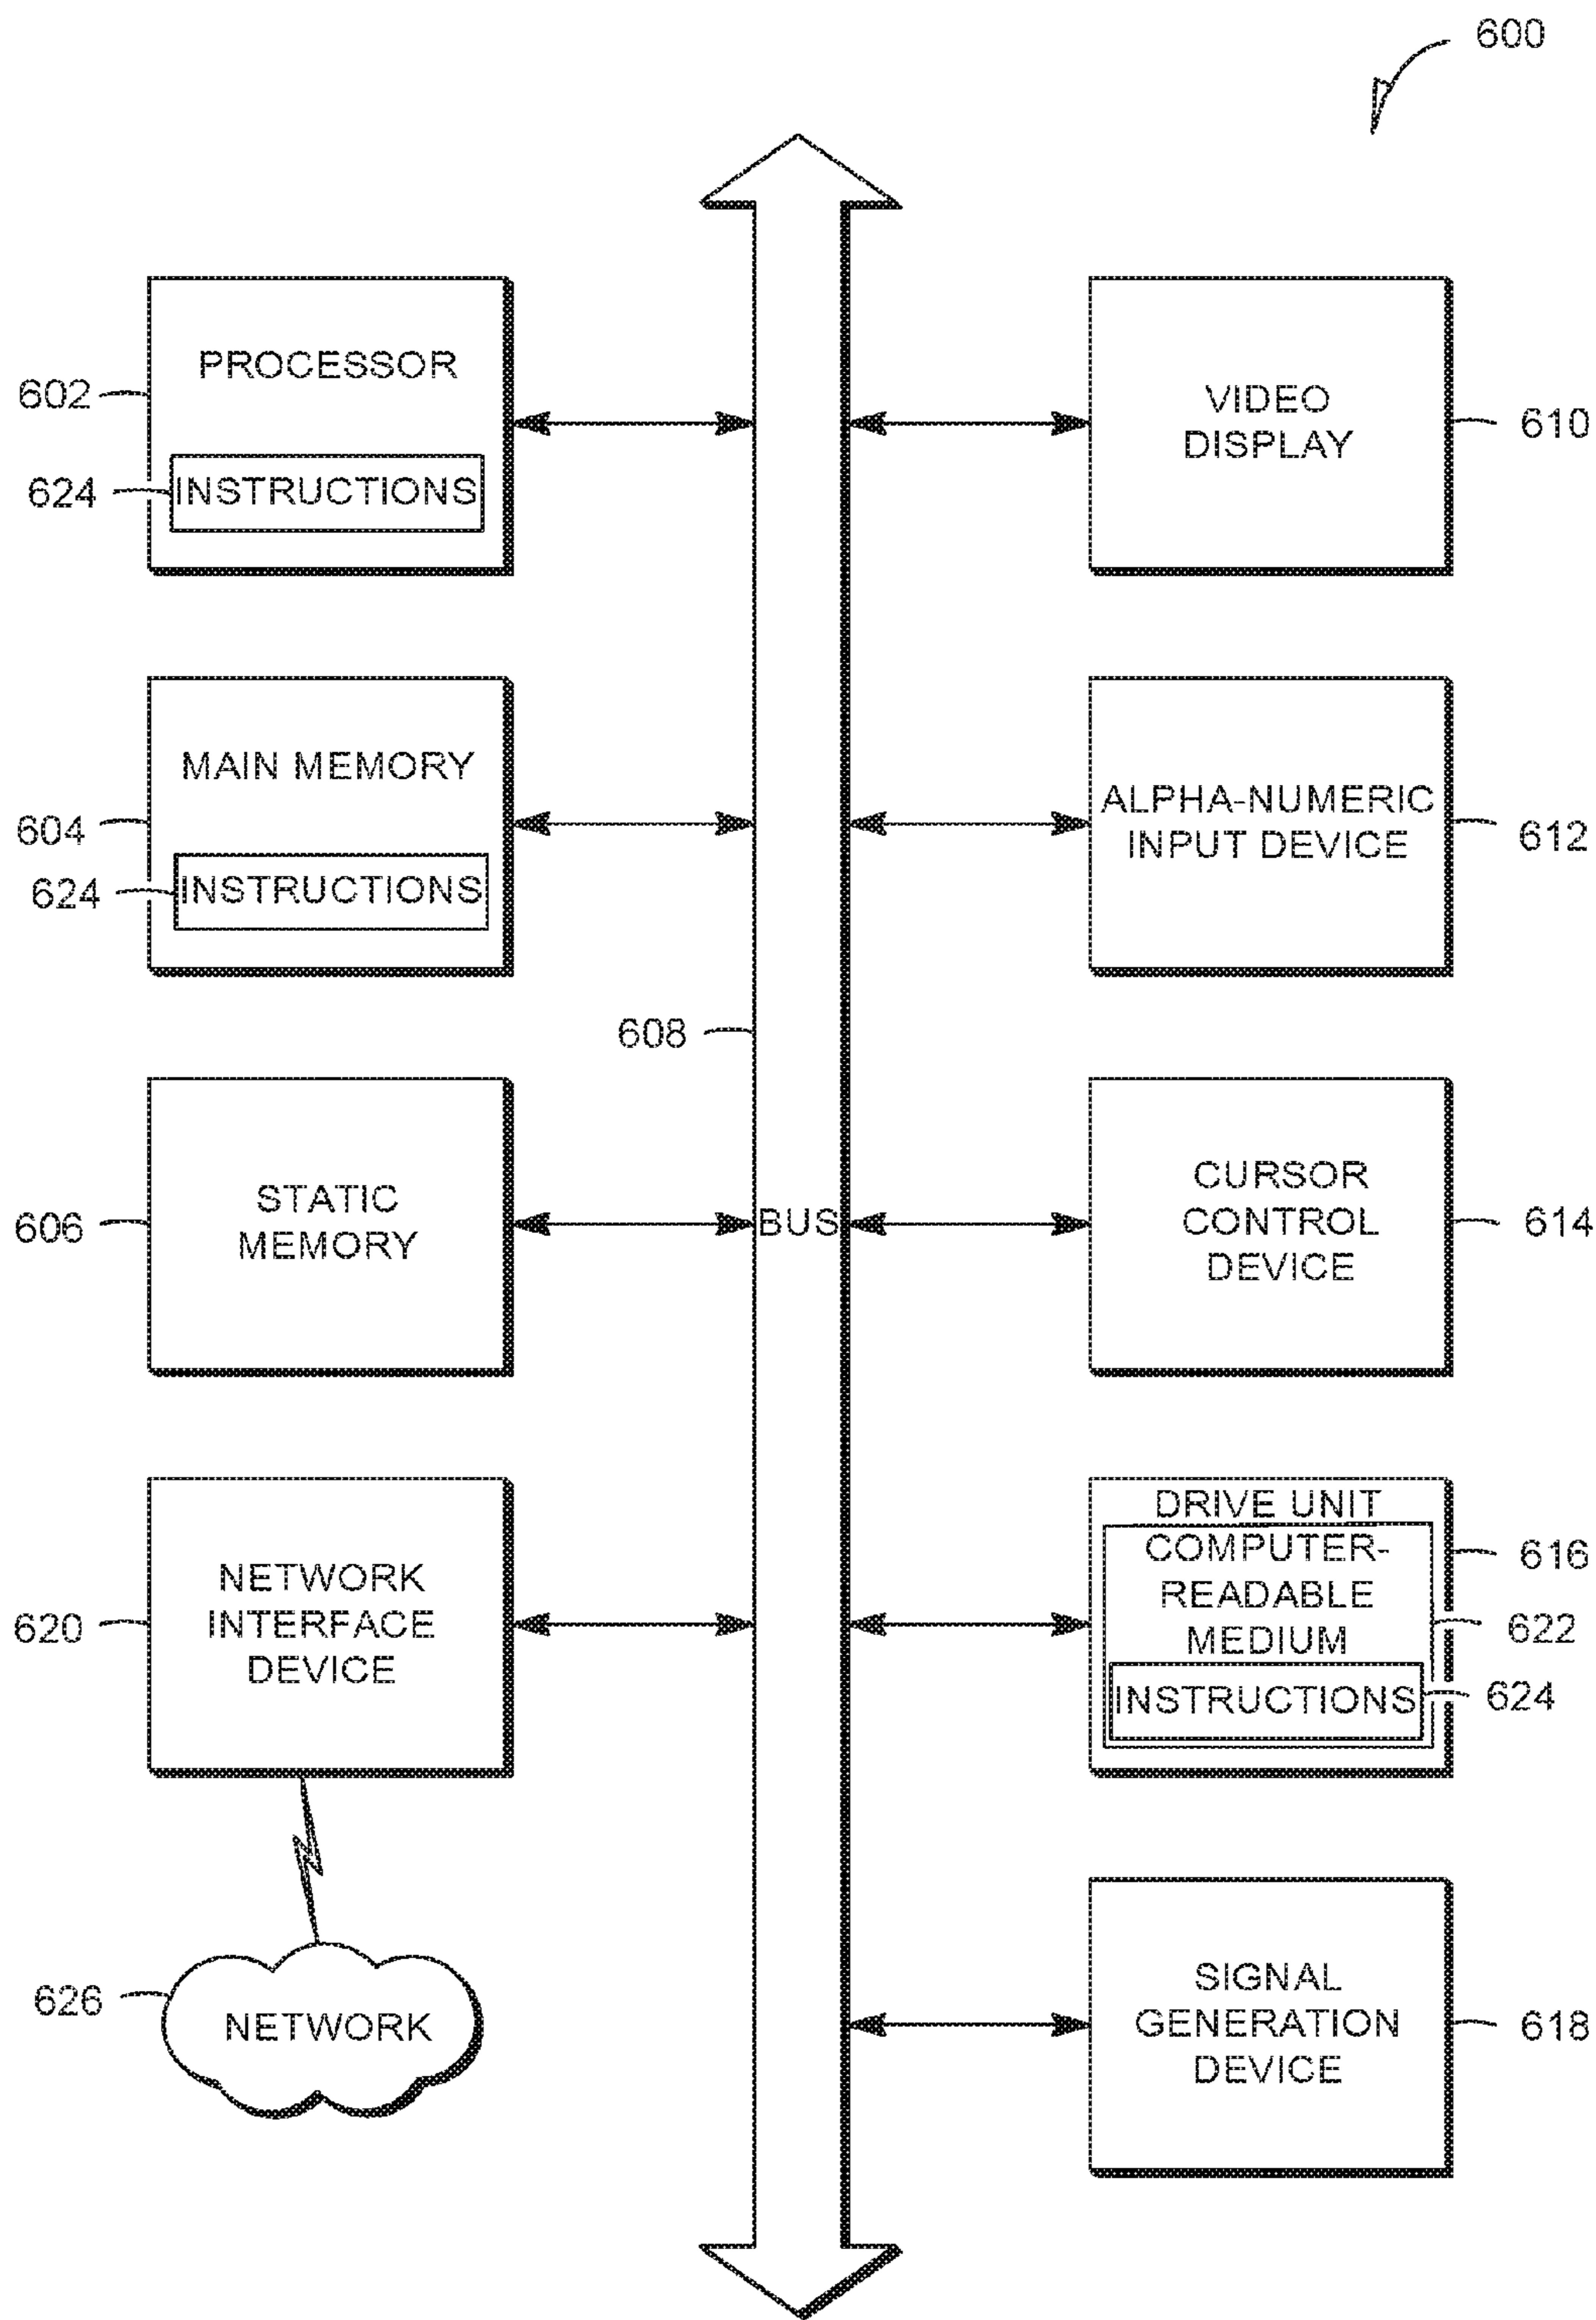 600
PROCESSOR
602
624
INSTRUCTIONS
VIDEO
DISPLAY
610
MAIN MEMORY
604
624
INSTRUCTIONS
ALPHA-NUMERIC
INPUT DEVICE
612
608
STATIC
MEMORY
606
BUS
CURSOR
CONTROL
DEVICE
614
NETWORK
INTERFACE
DEVICE
620
DRIVE UNIT
COMPUTER-
READABLE
MEDIUM
616
622
INSTRUCTIONS
624
626
NETWORK
SIGNAL
GENERATION
DEVICE
618